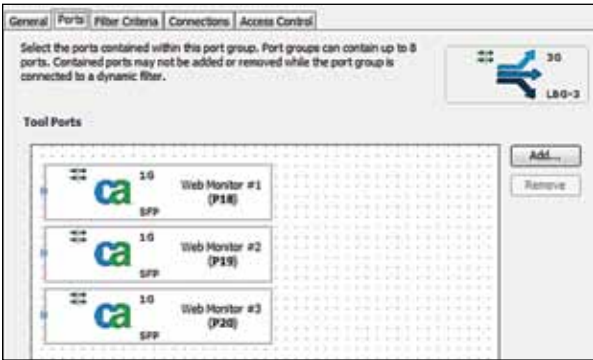 General Ports Filter Criteria Connections Access Control
Select the ports contained within this port group. Port groups can contain up to 8
ports. Contained ports may not be added or removed while the port group is
connected to a dynamic filter.
3G
LBG-3
Tool Ports
Add...
Remove
1G
ca
Web Monitor #1
(P18)
SFP
1G
ca
Web Monitor #2
(P19)
SFP
1G
ca
Web Monitor #3
(P20)
SFP